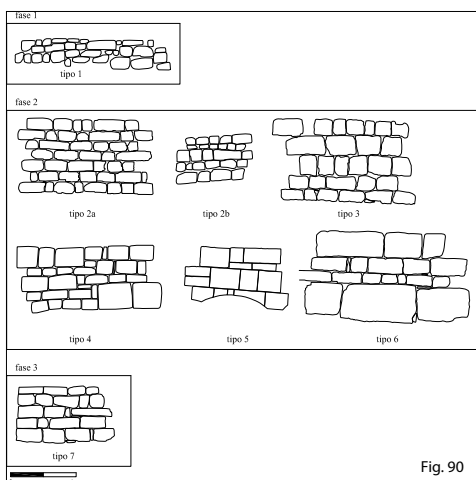 fase 1
tipo 1
fase 2
tipo 2a tipo 2b tipo 3
tipo 4 tipo 5 tipo 6
fase 3
tipo 7
Fig. 90